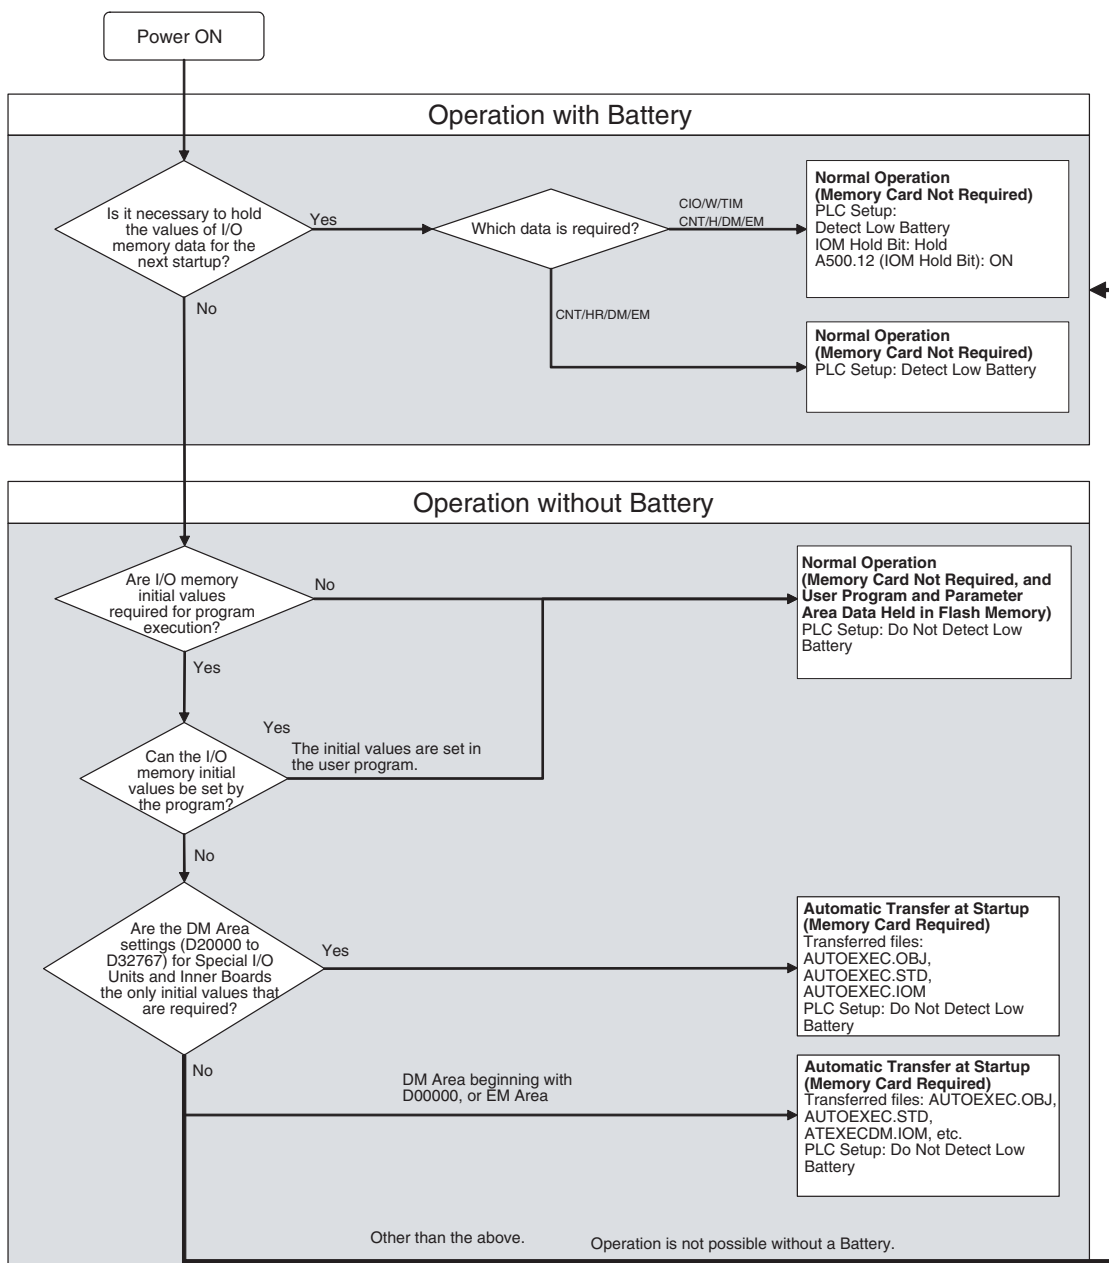 Power ON
Operation with Battery
Is it necessary to hold
the values of I/O
memory data for the
next startup?
Yes
Which data is required?
CIO/W/TIM
CNT/H/DM/EM
Normal Operation
(Memory Card Not Required)
PLC Setup:
Detect Low Battery
IOM Hold Bit: Hold
A500.12 (IOM Hold Bit): ON
No
CNT/HR/DM/EM
Normal Operation
(Memory Card Not Required)
PLC Setup: Detect Low Battery
Operation without Battery
Are I/O memory
initial values
required for program
execution?
No
Normal Operation
(Memory Card Not Required, and
User Program and Parameter
Area Data Held in Flash Memory)
PLC Setup: Do Not Detect Low
Battery
Yes
Can the I/O
memory initial
values be set by
the program?
Yes
The initial values are set in
the user program.
No
Are the DM Area
settings (D20000 to
D32767) for Special I/O
Units and Inner Boards
the only initial values that
are required?
Yes
Automatic Transfer at Startup
(Memory Card Required)
Transferred files:
AUTOEXEC.OBJ,
AUTOEXEC.STD,
AUTOEXEC.IOM
PLC Setup: Do Not Detect Low
Battery
No
DM Area beginning with
D00000, or EM Area
Automatic Transfer at Startup
(Memory Card Required)
Transferred files: AUTOEXEC.OBJ,
AUTOEXEC.STD,
ATEXECDM.IOM, etc.
PLC Setup: Do Not Detect Low
Battery
Other than the above.
Operation is not possible without a Battery.